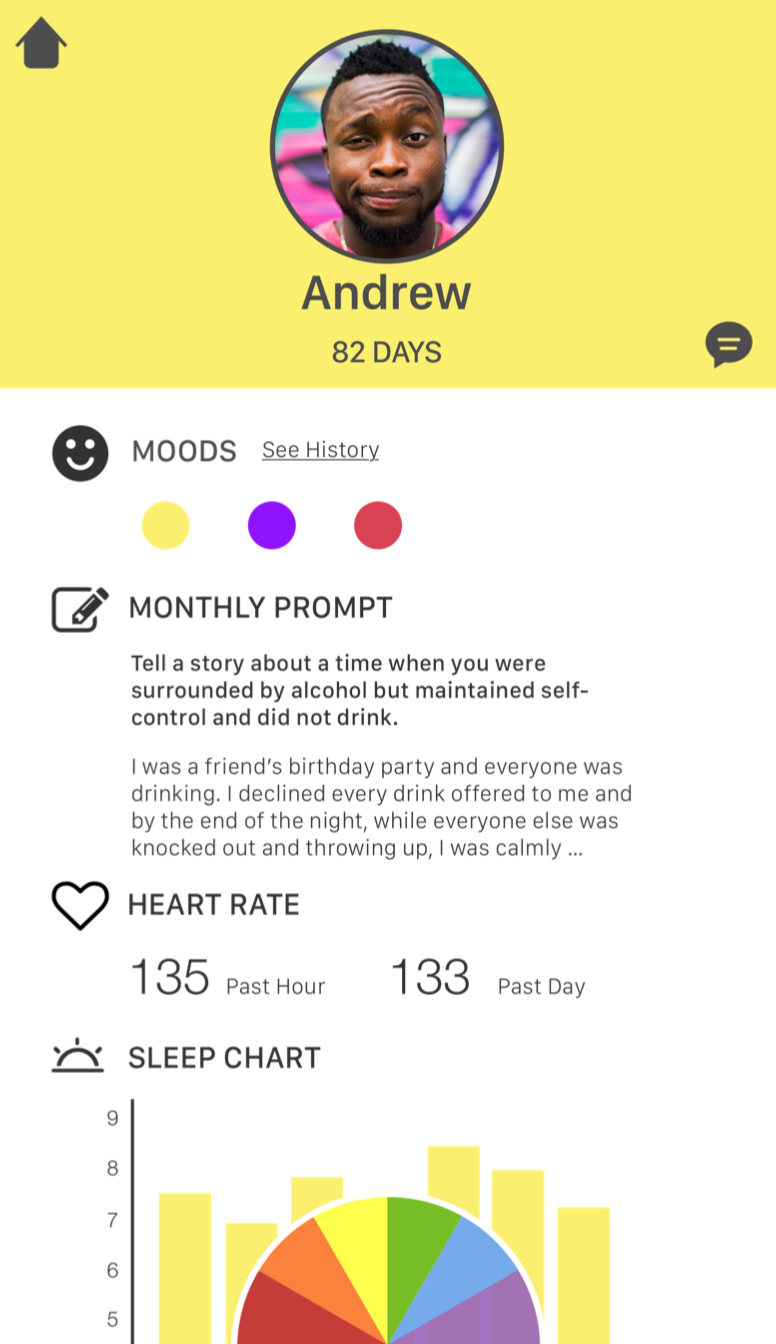 Andrew
82 DAYS
MOODS See History
MONTHLY PROMPT
Tell a story about a time when you were
surrounded by alcohol but maintained self-
control and did not drink.
I was a friend’s birthday party and everyone was
drinking. I declined every drink offered to me and
by the end of the night, while everyone else was
knocked out and throwing up, I was calmly ...
HEART RATE
135 Past Hour 133 Past Day
SLEEP CHART
9
8
7
6
5